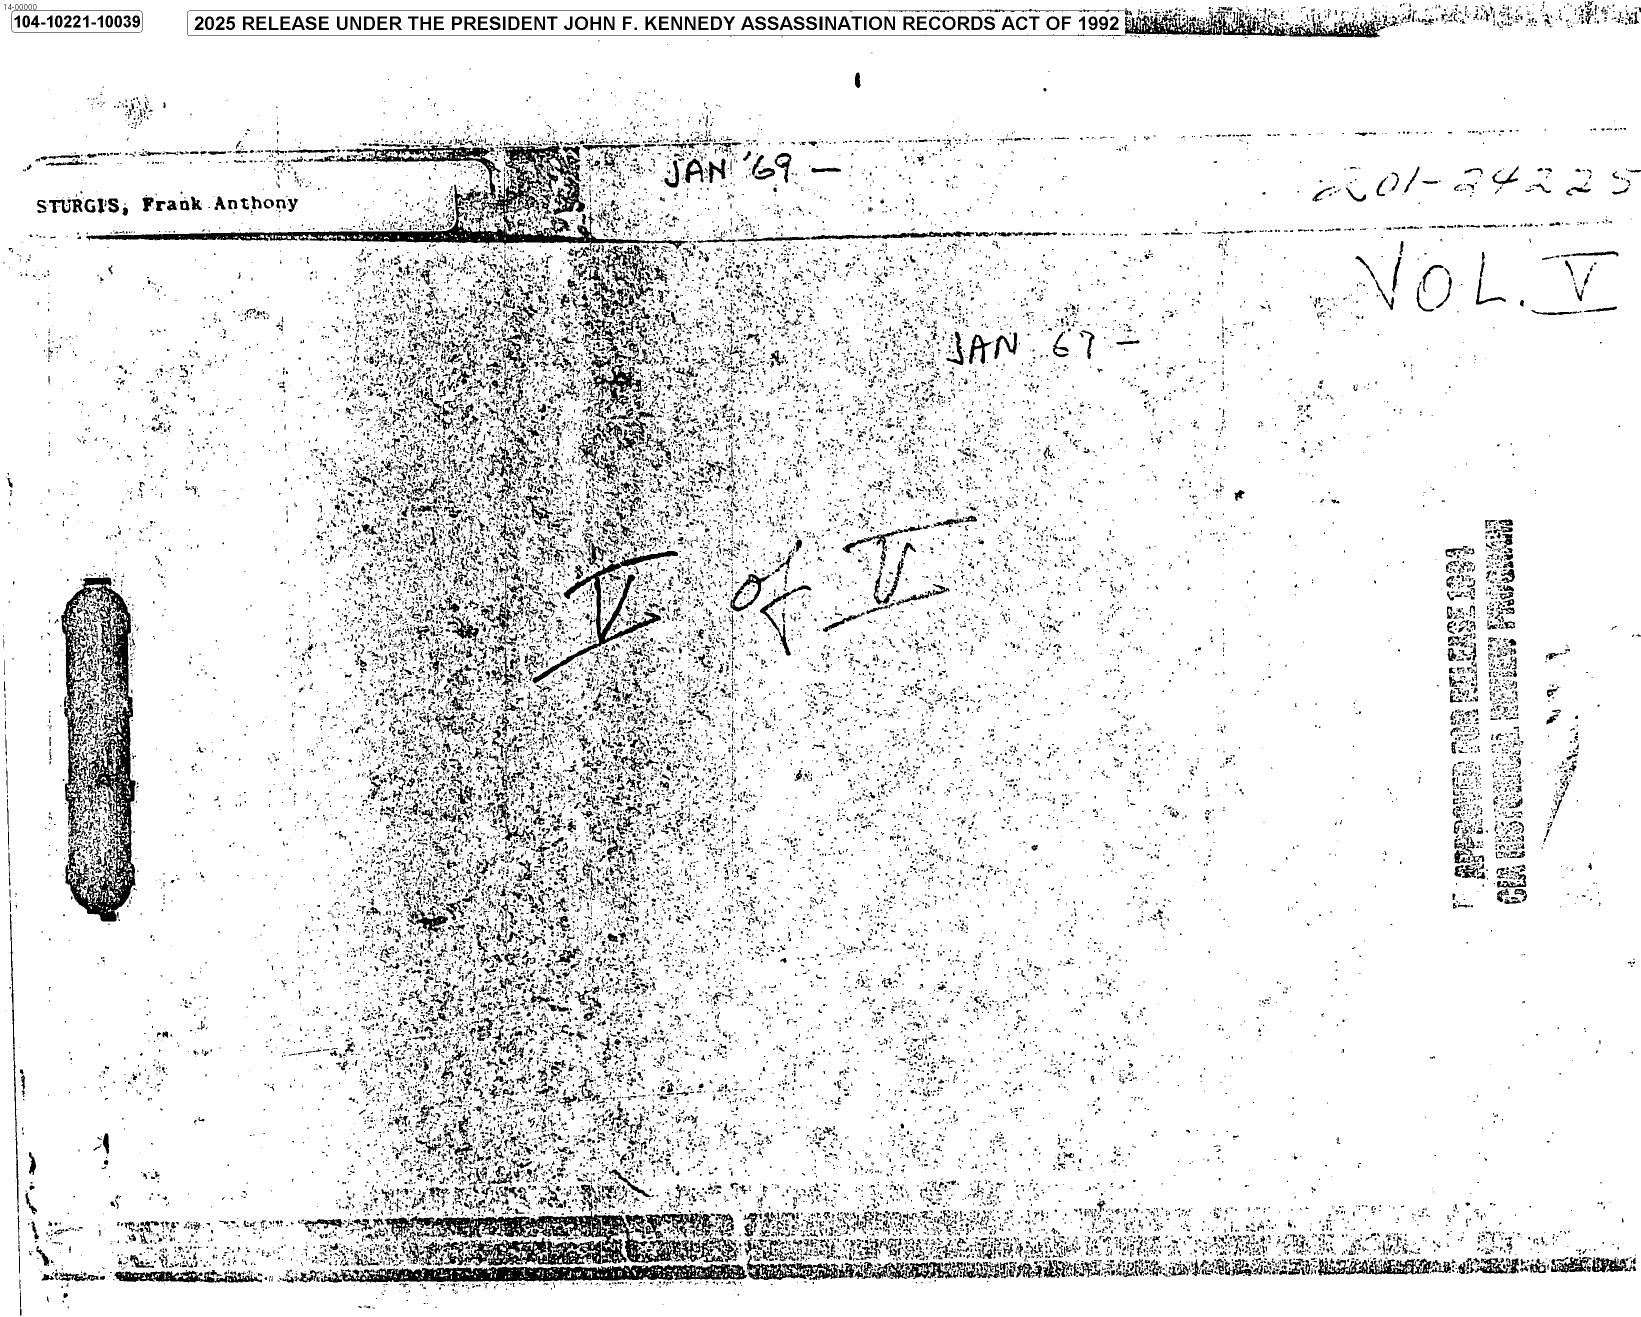 14-00000
104-10221-10039
2025 RELEASE UNDER THE PRESIDENT JOHN F. KENNEDY ASSASSINATION RECORDS ACT OF 1992
JAN '69 —
201-24225
STURGIS, Frank Anthony
VOL. V
JAN 67 —
V of V
APPROVED FOR RELEASE 1994
CIA HISTORICAL REVIEW PROGRAM